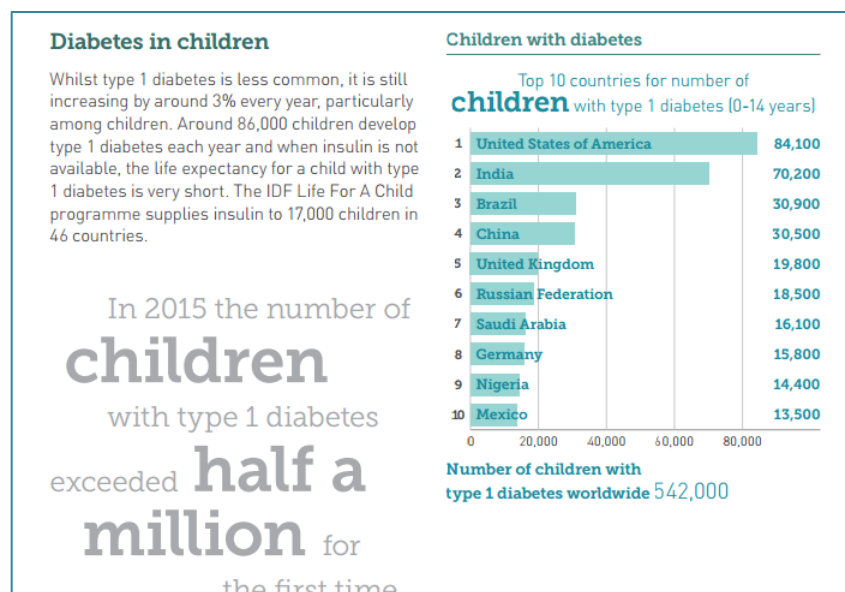 Diabetes in children
Whilst type 1 diabetes is less common, it is still
increasing by around 3% every year, particularly
among children. Around 86,000 children develop
type 1 diabetes each year and when insulin is not
available, the life expectancy for a child with type
1 diabetes is very short. The IDF Life For A Child
programme supplies insulin to 17,000 children in
46 countries.
In 2015 the number of
children
with type 1 diabetes
exceeded half a
million for
the first time
Children with diabetes
Top 10 countries for number of
children with type 1 diabetes (0-14 years)
1 United States of America 84,100
2 India 70,200
3 Brazil 30,900
4 China 30,500
5 United Kingdom 19,800
6 Russian Federation 18,500
7 Saudi Arabia 16,100
8 Germany 15,800
9 Nigeria 14,400
10 Mexico 13,500
0 20,000 40,000 60,000 80,000
Number of children with
type 1 diabetes worldwide 542,000